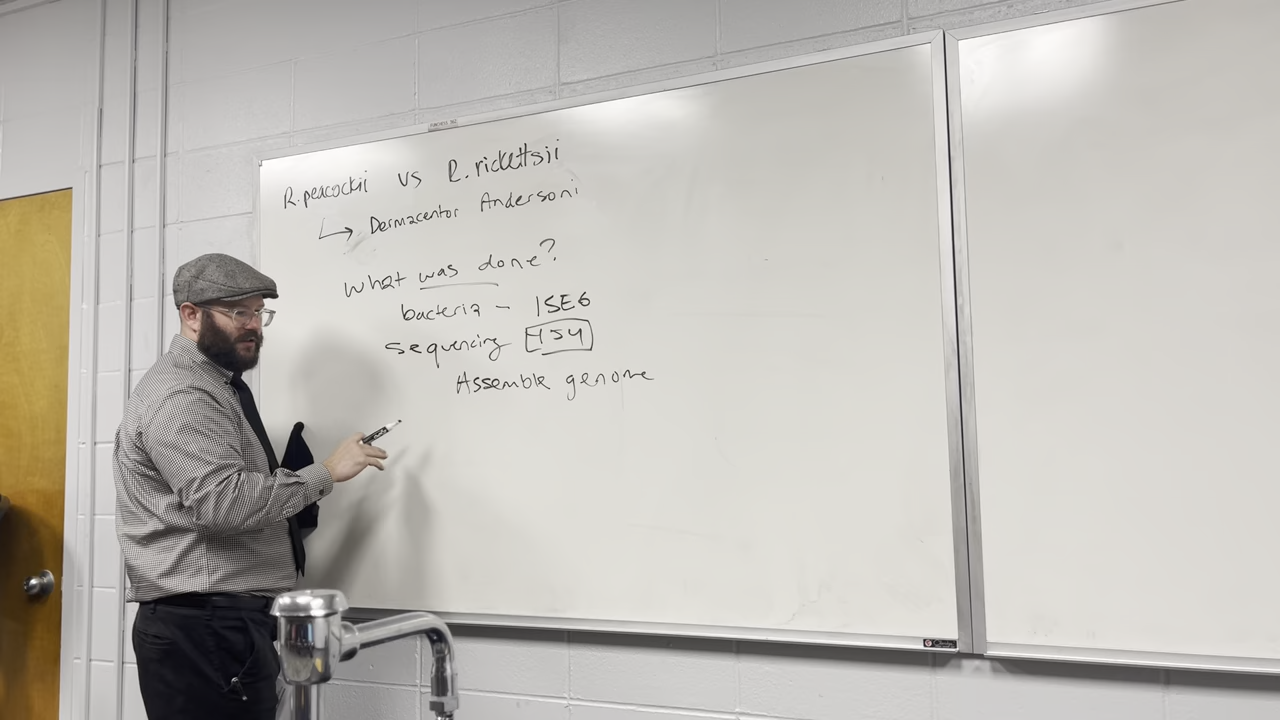 R.peacockii vs R.rickettsii
Dermacentor Andersoni
What was done?
bacteria - ISE6
sequencing 454
Assemble genome